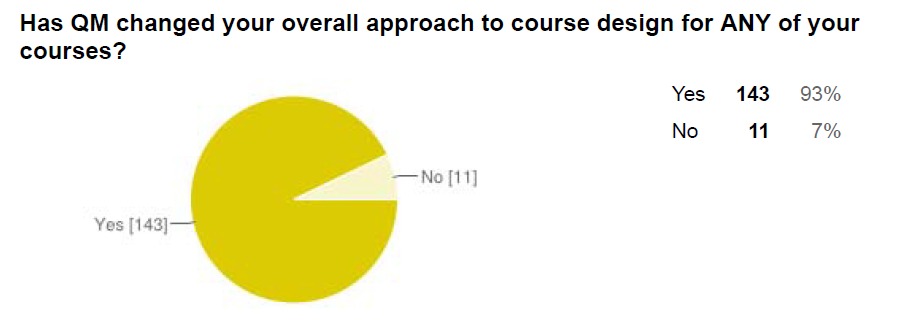 Has QM changed your overall approach to course design for ANY of your
courses?
Yes 143 93%
No 11 7%
No [11]
Yes [143]